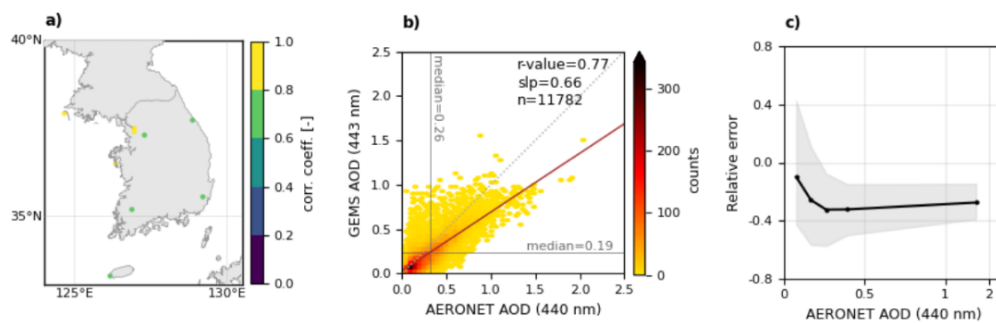 a)
40°N
35°N
125°E
130°E
1.0
0.8
0.6
0.4
0.2
0.0
corr. coeff. [-]
b)
GEMS AOD (443 nm)
2.5
2.0
1.5
1.0
0.5
0.0
median=0.26
r-value=0.77
slp=0.66
n=11782
median=0.19
0.0 0.5 1.0 1.5 2.0 2.5
AERONET AOD (440 nm)
300
200
100
0
counts
c)
Relative error
0.8
0.4
0.0
-0.4
-0.8
0 0.5 1 2
AERONET AOD (440 nm)